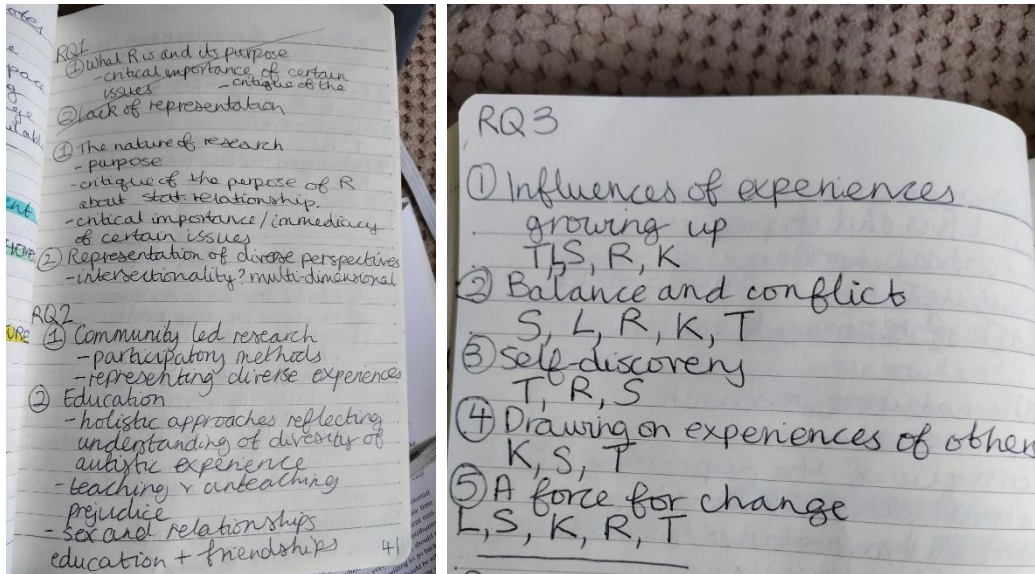 RQ1
① What R is and its purpose
- critical importance of certain
issues - critique of the
② Lack of representation
① The nature of research
- purpose
- critique of the purpose of R
about stat relationship.
- critical importance / immediacy
of certain issues
② Representation of diverse perspectives
- intersectionality? multi-dimensional
RQ2
① Community led research
- participatory methods
- representing diverse experiences
② Education
- holistic approaches reflecting
understanding of diversity of
autistic experience
- teaching v unteaching
prejudice
- sex and relationships
education + friendships 41
RQ3
① Influences of experiences
growing up
T, L, S, R, K
② Balance and conflict
S, L, R, K, T
③ Self-discovery
T, R, S
④ Drawing on experiences of other
K, S, T
⑤ A force for change
L, S, K, R, T